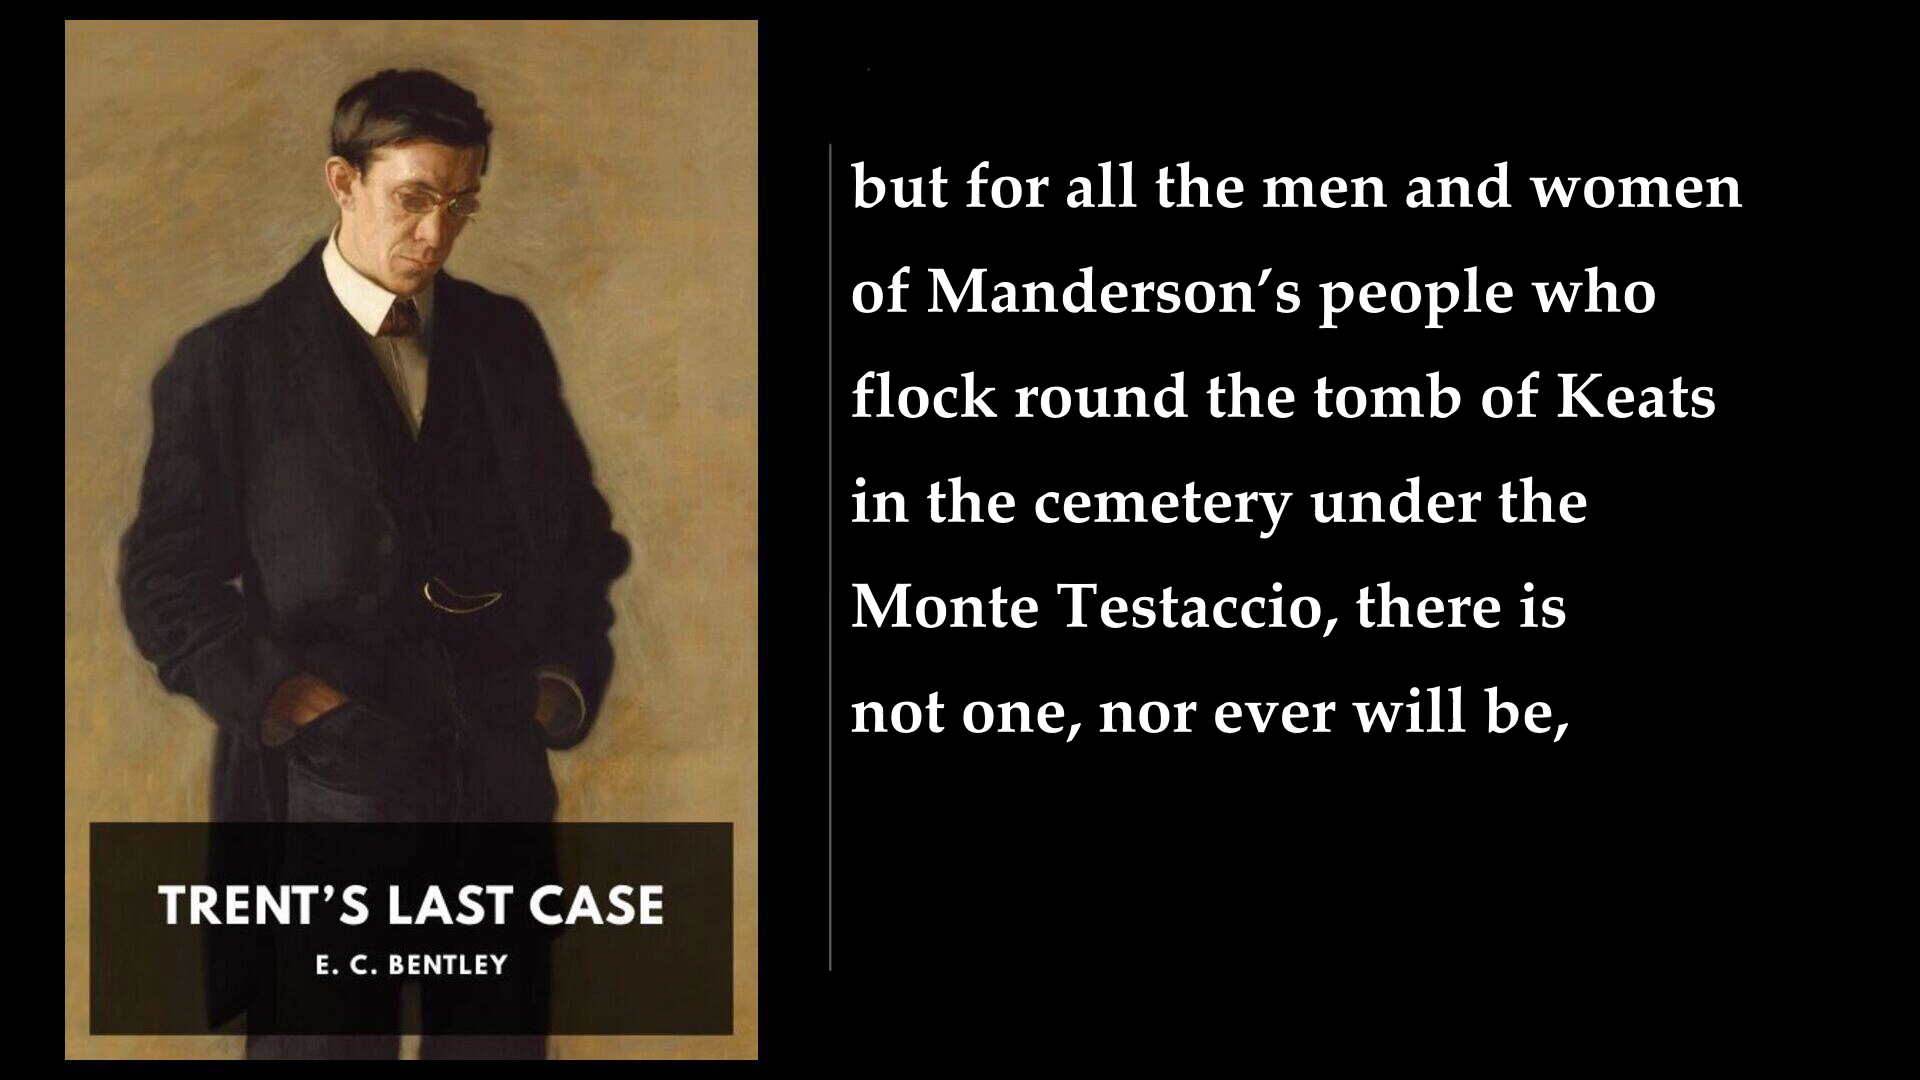 TRENT’S LAST CASE
E. C. BENTLEY
but for all the men and women
of Manderson’s people who
flock round the tomb of Keats
in the cemetery under the
Monte Testaccio, there is
not one, nor ever will be,